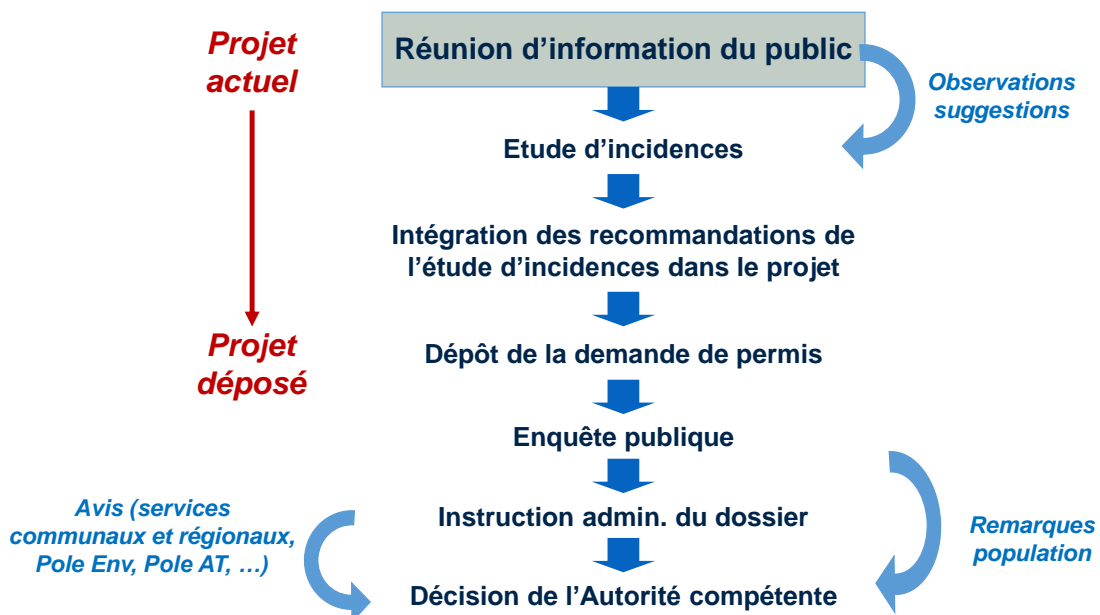 Projet
actuel
Réunion d’information du public
Observations
suggestions
Etude d’incidences
Intégration des recommandations de
l’étude d’incidences dans le projet
Projet
déposé
Dépôt de la demande de permis
Enquête publique
Avis (services
communaux et régionaux,
Pole Env, Pole AT, …)
Instruction admin. du dossier
Remarques
population
Décision de l’Autorité compétente